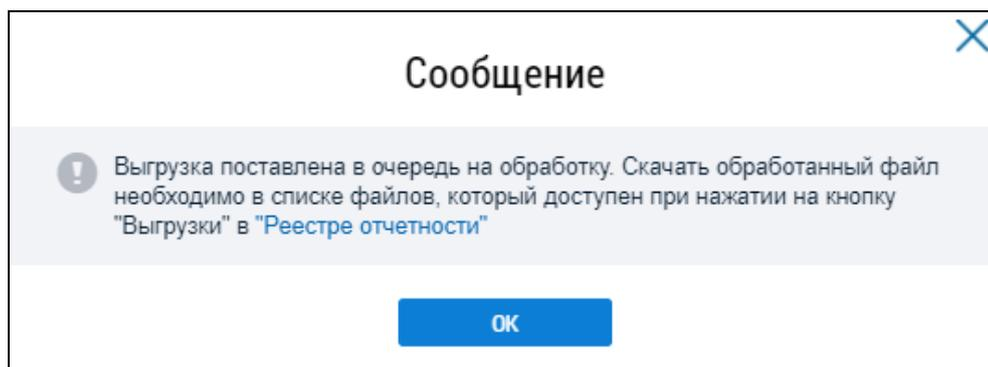 Сообщение
Выгрузка поставлена в очередь на обработку. Скачать обработанный файл
необходимо в списке файлов, который доступен при нажатии на кнопку
"Выгрузки" в "Реестре отчетности"
ОК